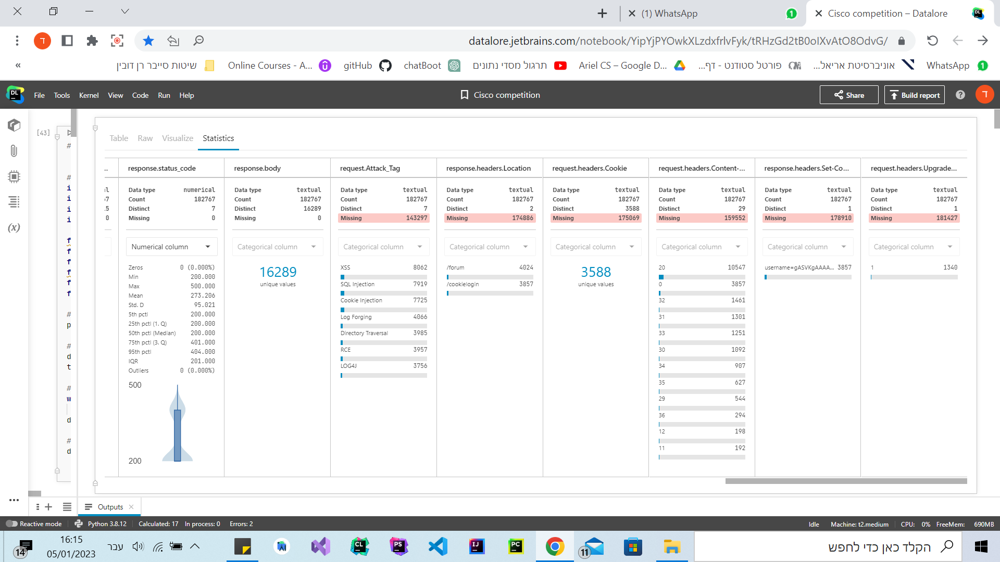 (1) WhatsApp
1
Cisco competition – Datalore
datalore.jetbrains.com/notebook/YipYjPYOwkXLzdxfrlvFyk/tRHzGd2tB0oIXvAtO8OdvG/
ד
«
שיטות סייבר רן דובין
Online Courses - A...
gitHub
chatBoot
תרגול מסדי נתונים
Ariel CS – Google D...
פורטל סטודנט - דף...
אוניברסיטת אריאל...
WhatsApp
1
DL
File Tools Kernel View Code Run Help
Cisco competition
Share
Build report
?
ד
[43]
Table Raw Visualize Statistics
response.status_code
Data type numerical
Count 182767
Distinct 7
Missing 0
Numerical column
Zeros 0 (0.000%)
Min 200.000
Max 500.000
Mean 273.206
Std. D 95.021
5th pctl 200.000
25th pctl (1. Q) 200.000
50th pctl (Median) 200.000
75th pctl (3. Q) 401.000
95th pctl 404.000
IQR 201.000
Outliers 0 (0.000%)
500
200
response.body
Data type textual
Count 182767
Distinct 16289
Missing 0
Categorical column
16289
unique values
request.Attack_Tag
Data type textual
Count 182767
Distinct 7
Missing 143297
Categorical column
XSS 8062
SQL Injection 7919
Cookie Injection 7725
Log Forging 4066
Directory Traversal 3985
RCE 3957
LOG4J 3756
response.headers.Location
Data type textual
Count 182767
Distinct 2
Missing 174886
Categorical column
/forum 4024
/cookielogin 3857
request.headers.Cookie
Data type textual
Count 182767
Distinct 3588
Missing 175069
Categorical column
3588
unique values
request.headers.Content-...
Data type textual
Count 182767
Distinct 29
Missing 159552
Categorical column
20 10547
0 3857
32 1461
31 1301
33 1251
30 1092
34 907
35 627
29 544
36 294
12 198
11 192
response.headers.Set-Co...
Data type textual
Count 182767
Distinct 1
Missing 178910
Categorical column
username=gASVKgAAAA... 3857
request.headers.Upgrade...
Data type textual
Count 182767
Distinct 1
Missing 181427
Categorical column
1 1340
Outputs
Reactive mode
Python 3.8.12
Calculated: 17 In process: 0 Errors: 2
Idle
Machine: t2.medium
CPU: 0% FreeMem: 690MB
14
16:15
05/01/2023
עבר
CL
PS
IJ
PC
11
הקלד כאן כדי לחפש